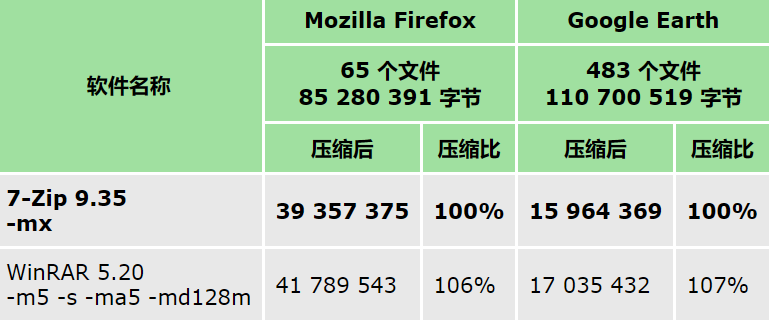 软件名称
Mozilla Firefox
Google Earth
65 个文件
85 280 391 字节
483 个文件
110 700 519 字节
压缩后
压缩比
压缩后
压缩比
7-Zip 9.35
-mx
39 357 375
100%
15 964 369
100%
WinRAR 5.20
-m5 -s -ma5 -md128m
41 789 543
106%
17 035 432
107%